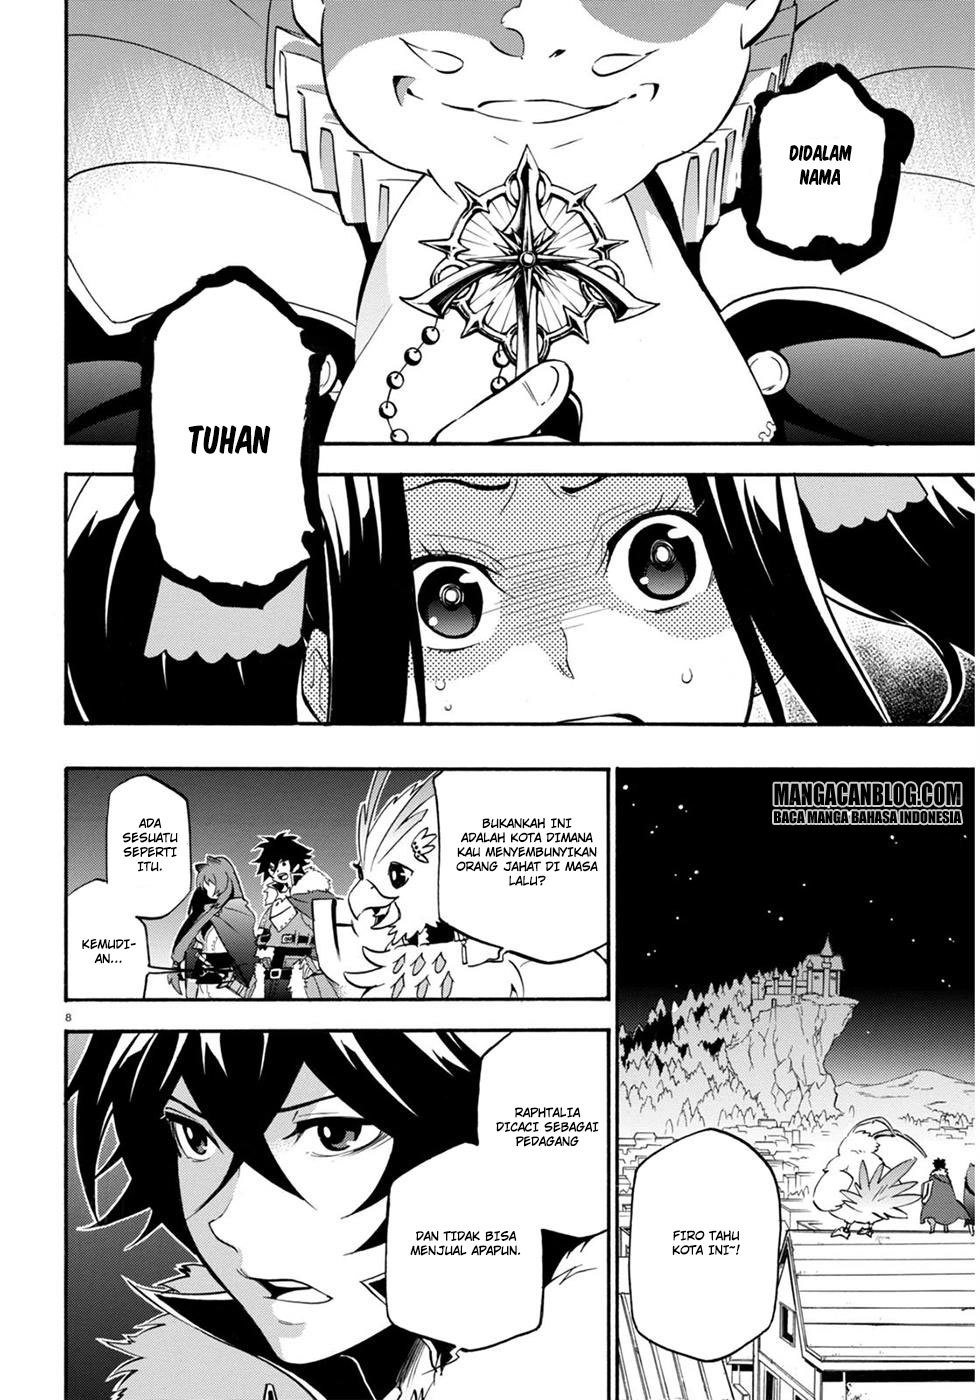 DIDALAM
NAMA
TUHAN
MANGACANBLOG.COM
BACA MANGA BAHASA INDONESIA
FIRO TAHU
KOTA INI~!
BUKANKAH INI
ADALAH KOTA DIMANA
KAU MENYEMBUNYIKAN
ORANG JAHAT DI MASA
LALU?
ADA
SESUATU
SEPERTI
ITU.
KEMUDI-
AN...
8
RAPHTALIA
DICACI SEBAGAI
PEDAGANG
DAN TIDAK BISA
MENJUAL APAPUN.